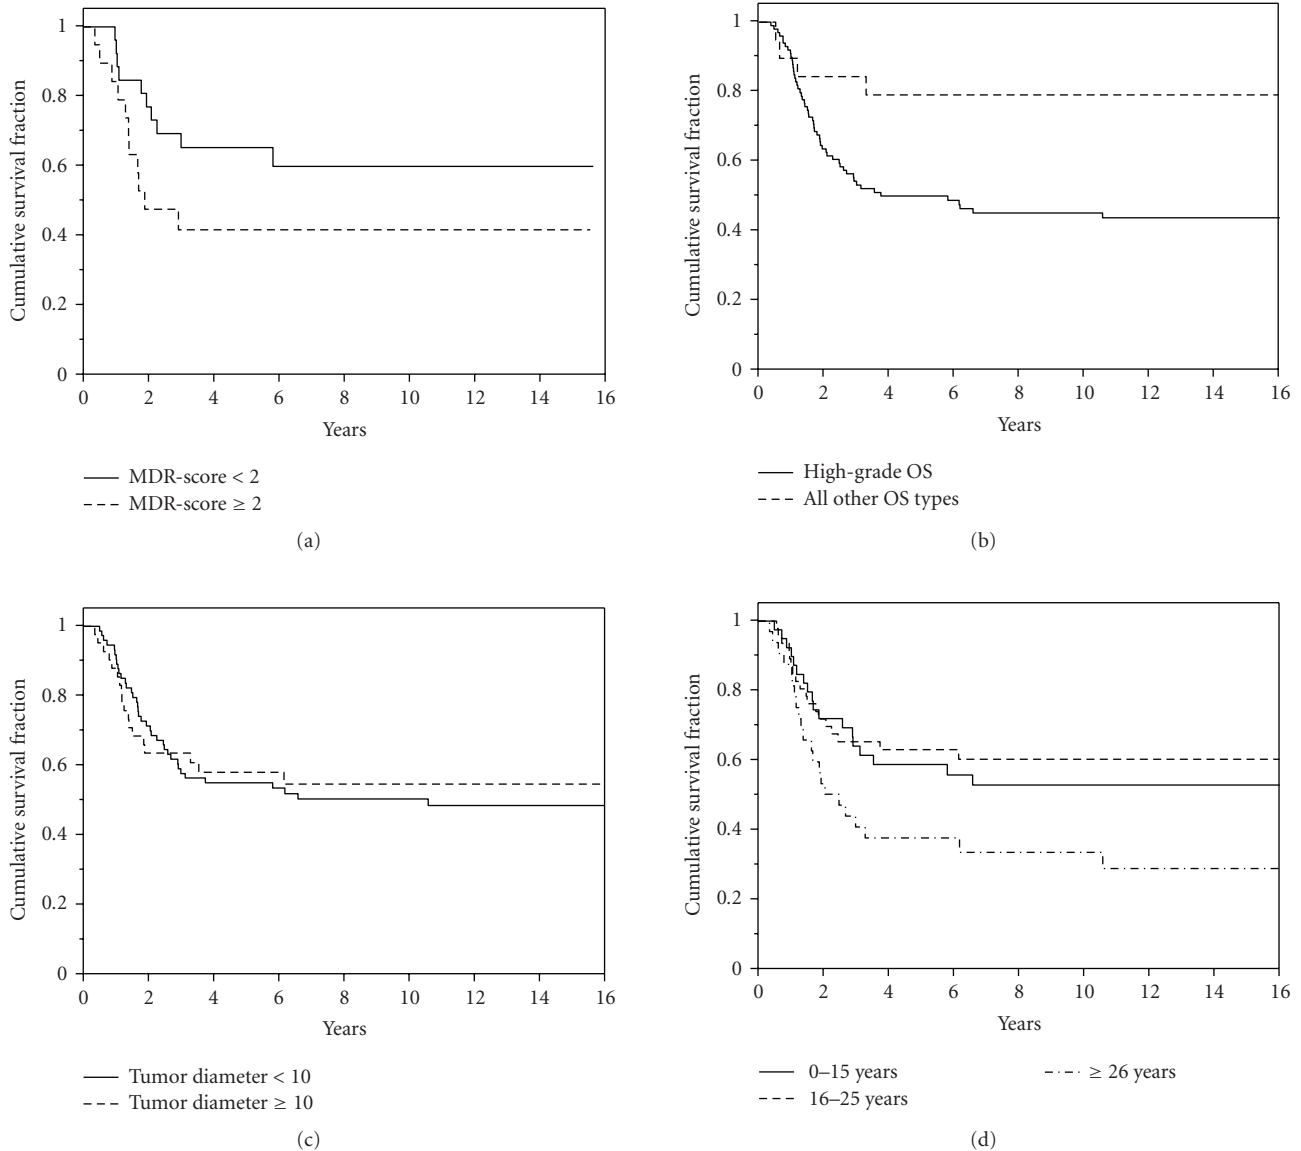 1
0.8
0.6
0.4
0.2
0
Cumulative survival fraction
0 2 4 6 8 10 12 14 16
Years
MDR-score < 2
MDR-score ≥ 2
(a)
1
0.8
0.6
0.4
0.2
0
Cumulative survival fraction
0 2 4 6 8 10 12 14 16
Years
High-grade OS
All other OS types
(b)
1
0.8
0.6
0.4
0.2
0
Cumulative survival fraction
0 2 4 6 8 10 12 14 16
Years
Tumor diameter < 10
Tumor diameter ≥ 10
(c)
1
0.8
0.6
0.4
0.2
0
Cumulative survival fraction
0 2 4 6 8 10 12 14 16
Years
0–15 years ≥ 26 years
16–25 years
(d)